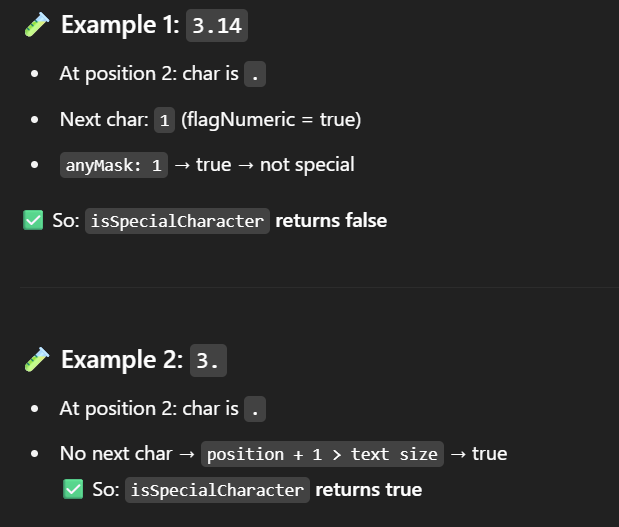 🧪 Example 1: 3.14
• At position 2: char is .
• Next char: 1 (flagNumeric = true)
• anyMask: 1 → true → not special
✅ So: isSpecialCharacter returns false
🧪 Example 2: 3.
• At position 2: char is .
• No next char → position + 1 > text size → true
✅ So: isSpecialCharacter returns true